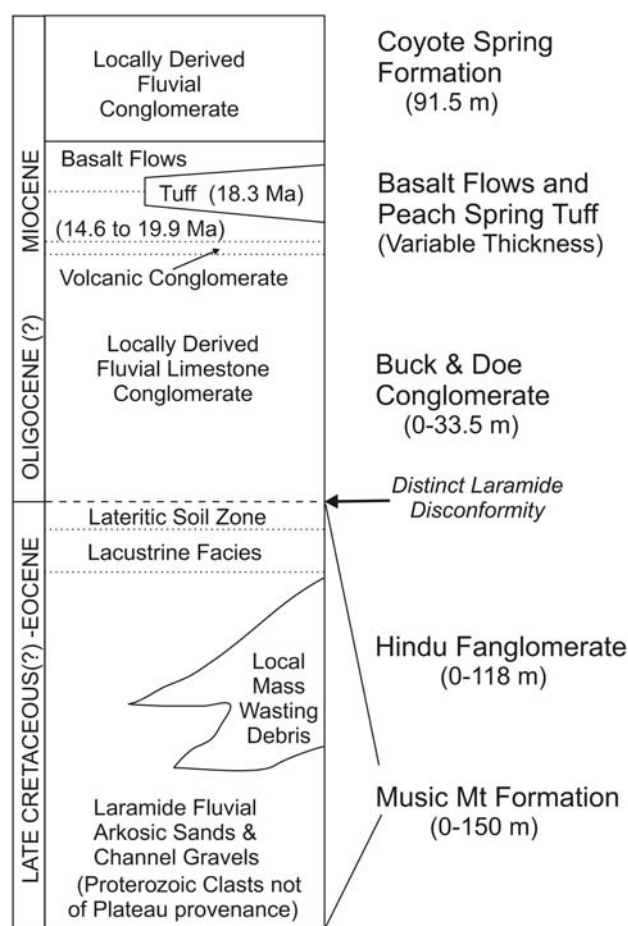 Locally Derived
Fluvial
Conglomerate
Coyote Spring
Formation
(91.5 m)
MIOCENE
Basalt Flows
Tuff (18.3 Ma)
(14.6 to 19.9 Ma)
Volcanic Conglomerate
Basalt Flows and
Peach Spring Tuff
(Variable Thickness)
OLIGOCENE (?)
Locally Derived
Fluvial Limestone
Conglomerate
Buck & Doe
Conglomerate
(0-33.5 m)
Distinct Laramide
Disconformity
LATE CRETACEOUS(?) -EOCENE
Lateritic Soil Zone
Lacustrine Facies
Local
Mass
Wasting
Debris
Hindu Fanglomerate
(0-118 m)
Laramide Fluvial
Arkosic Sands &
Channel Gravels
(Proterozoic Clasts not
of Plateau provenance)
Music Mt Formation
(0-150 m)